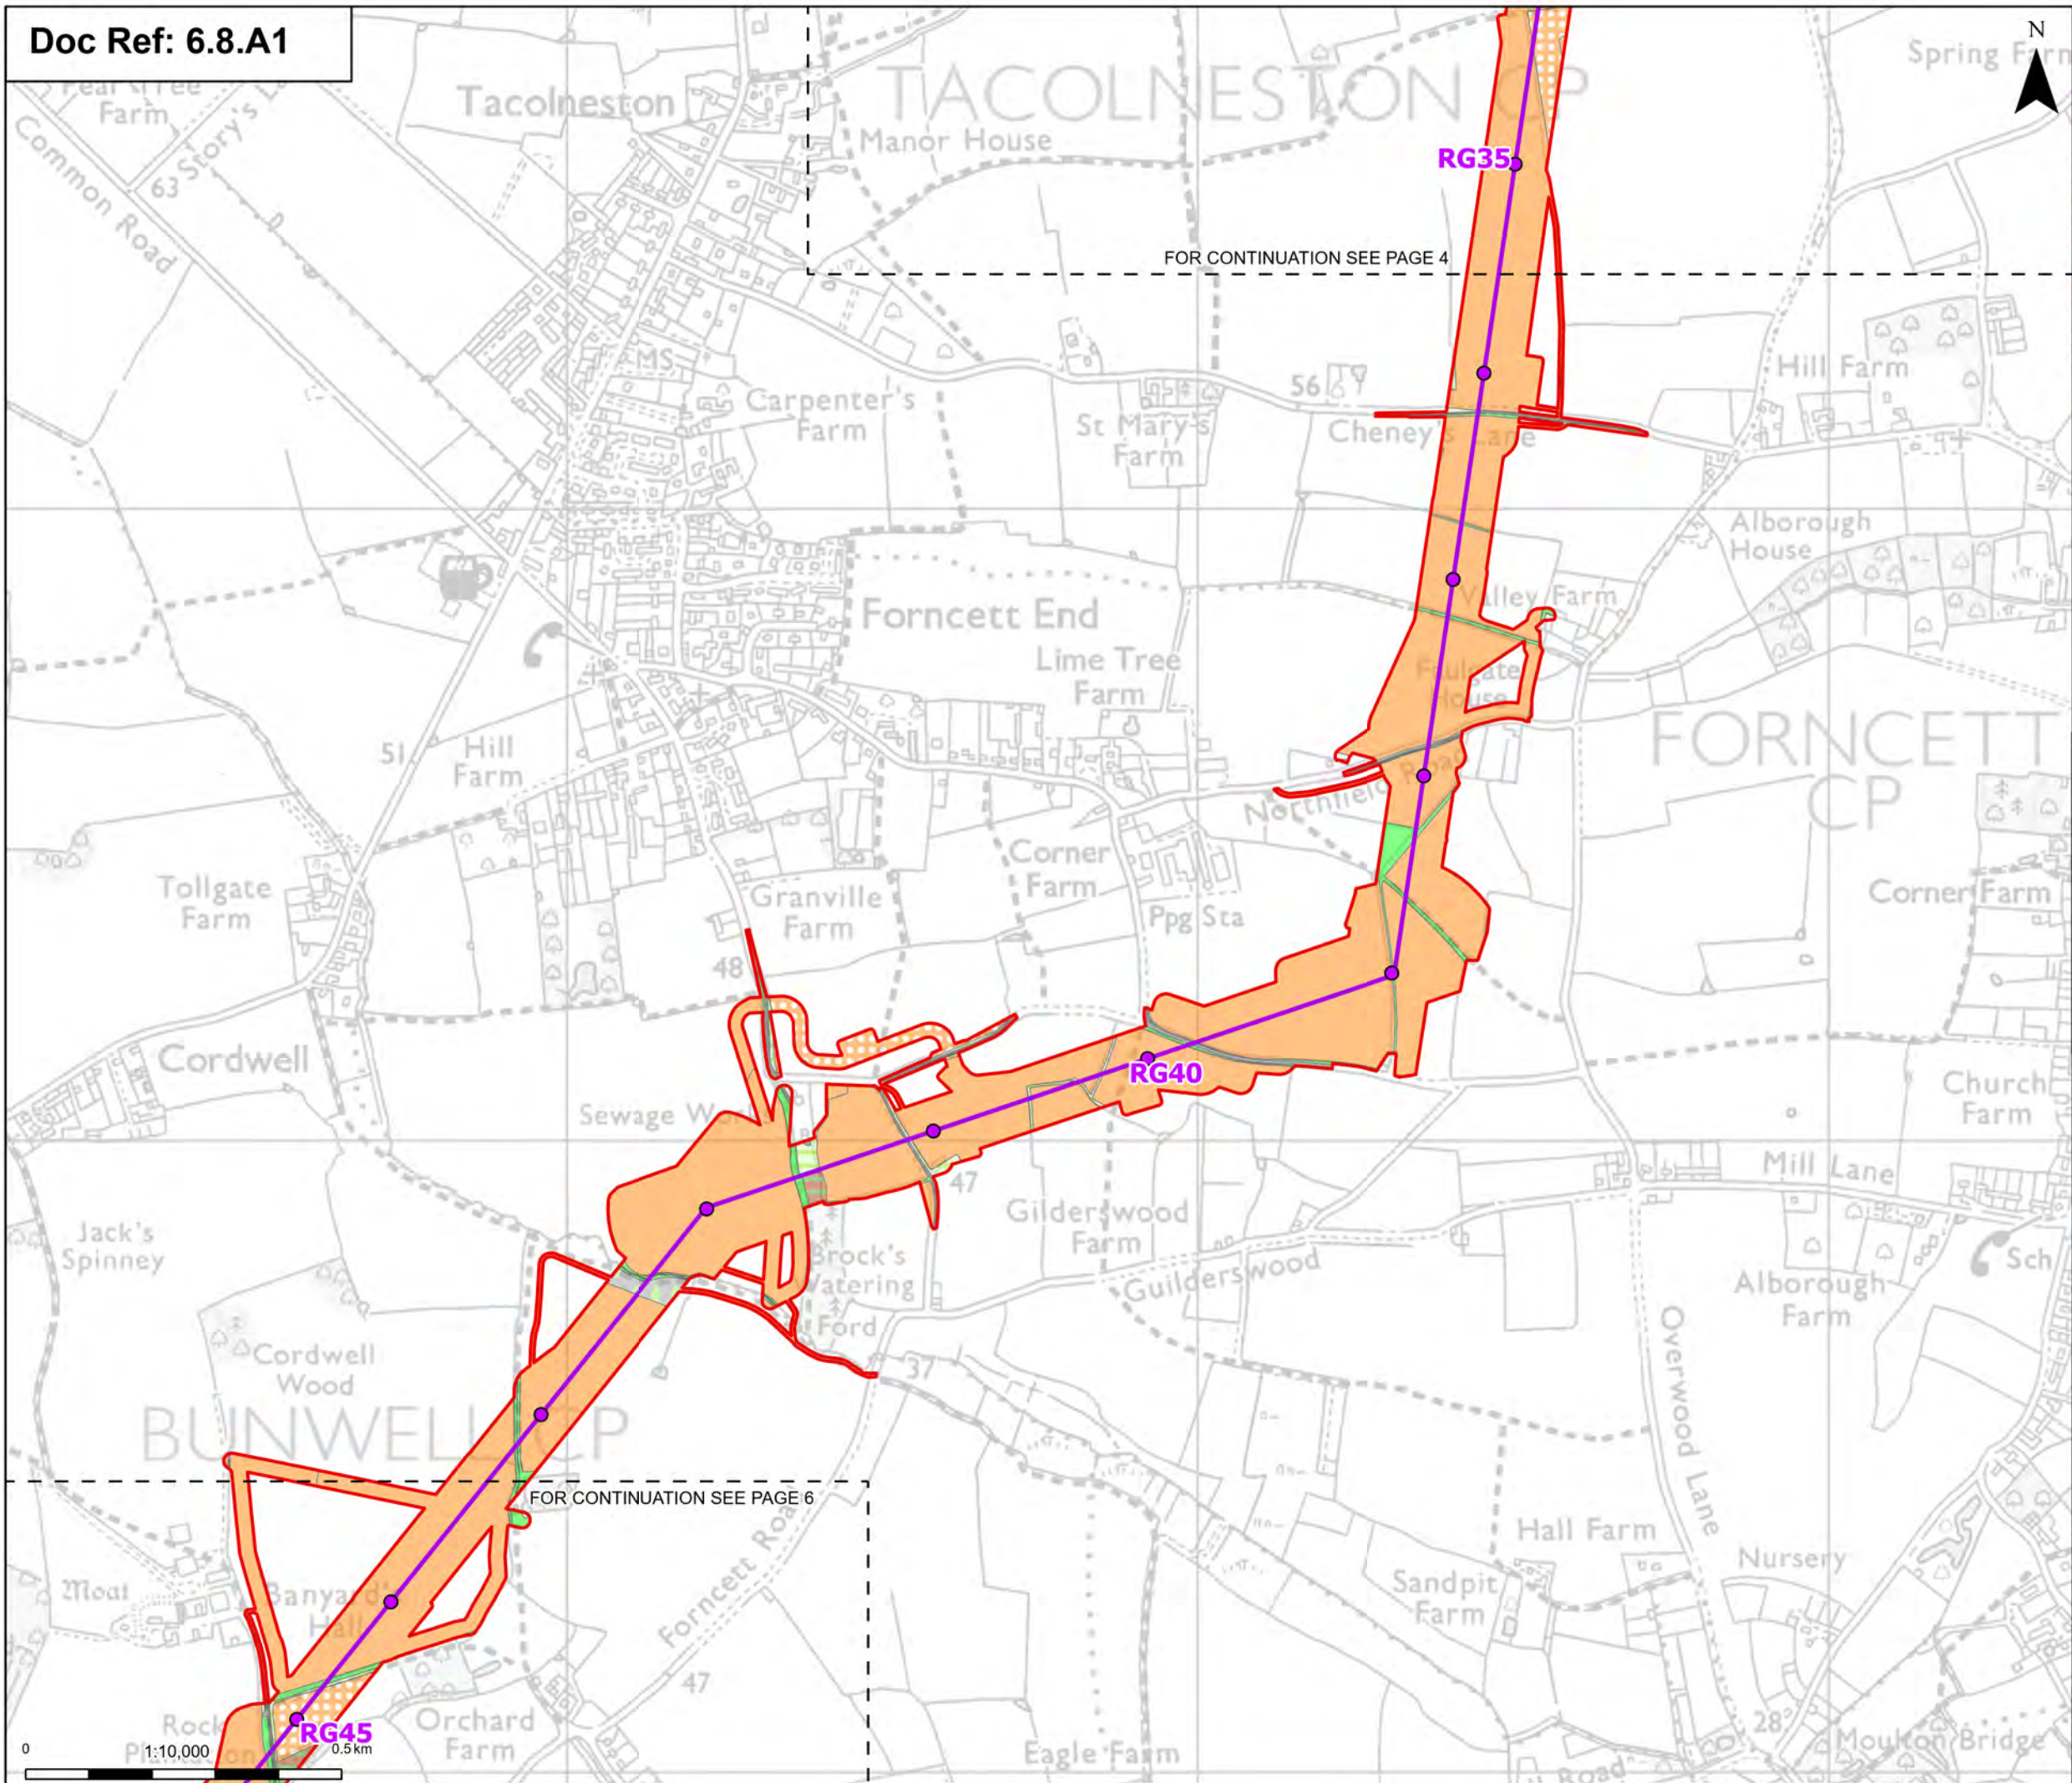 Doc Ref: 6.8.A1
N
Spring Farm
Pear Tree
Farm
Story's
Tacolneston
TACOLNESTON CP
Manor House
Common Road
63
RG35
FOR CONTINUATION SEE PAGE 4
MS
Carpenter's
Farm
56
St Mary's
Farm
Cheney's Lane
Hill Farm
Alborough
House
Forncett End
Valley Farm
Lime Tree
Farm
Faulgate
House
FORNCETT
CP
51
Hill
Farm
Northfield Road
Corner
Farm
Tollgate
Farm
Granville
Farm
Ppg Sta
Corner Farm
48
Cordwell
RG40
Sewage
Church
Farm
Mill Lane
47
Jack's
Spinney
Gilderswood
Farm
Brock's
Watering
Guilderswood
Sch
Alborough
Farm
Ford
Cordwell
Wood
37
Overwood Lane
BUNWELL CP
FOR CONTINUATION SEE PAGE 6
Forncett Road
Hall Farm
Nursery
Moat
Banyard's
Hall
Sandpit
Farm
47
Rock
RG45
Orchard
Farm
28
Moulton Bridge
Eagle Farm
Road
0
1:10,000
0.5 km